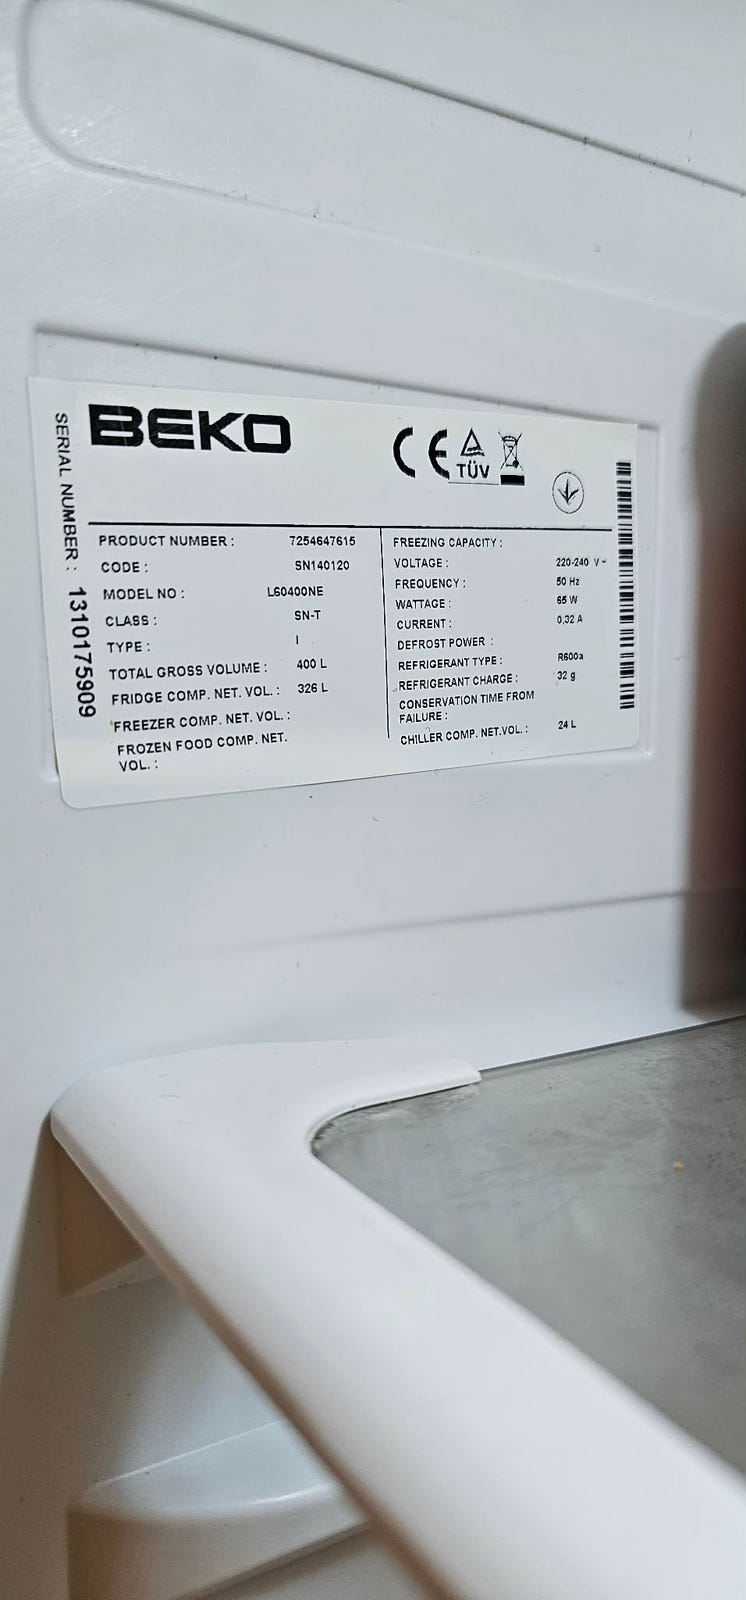 BEKO
CE TÜV
SERIAL NUMBER : 1310175909
PRODUCT NUMBER : 7254647615
CODE : SN140120
MODEL NO : L60400NE
CLASS : SN-T
TYPE : I
TOTAL GROSS VOLUME : 400 L
FRIDGE COMP. NET. VOL. : 326 L
FREEZER COMP. NET. VOL. :
FROZEN FOOD COMP. NET.
VOL. :
FREEZING CAPACITY :
VOLTAGE : 220-240 V~
FREQUENCY : 50 Hz
WATTAGE : 65 W
CURRENT : 0,32 A
DEFROST POWER :
REFRIGERANT TYPE : R600a
REFRIGERANT CHARGE : 32 g
CONSERVATION TIME FROM
FAILURE :
CHILLER COMP. NET.VOL. : 24 L